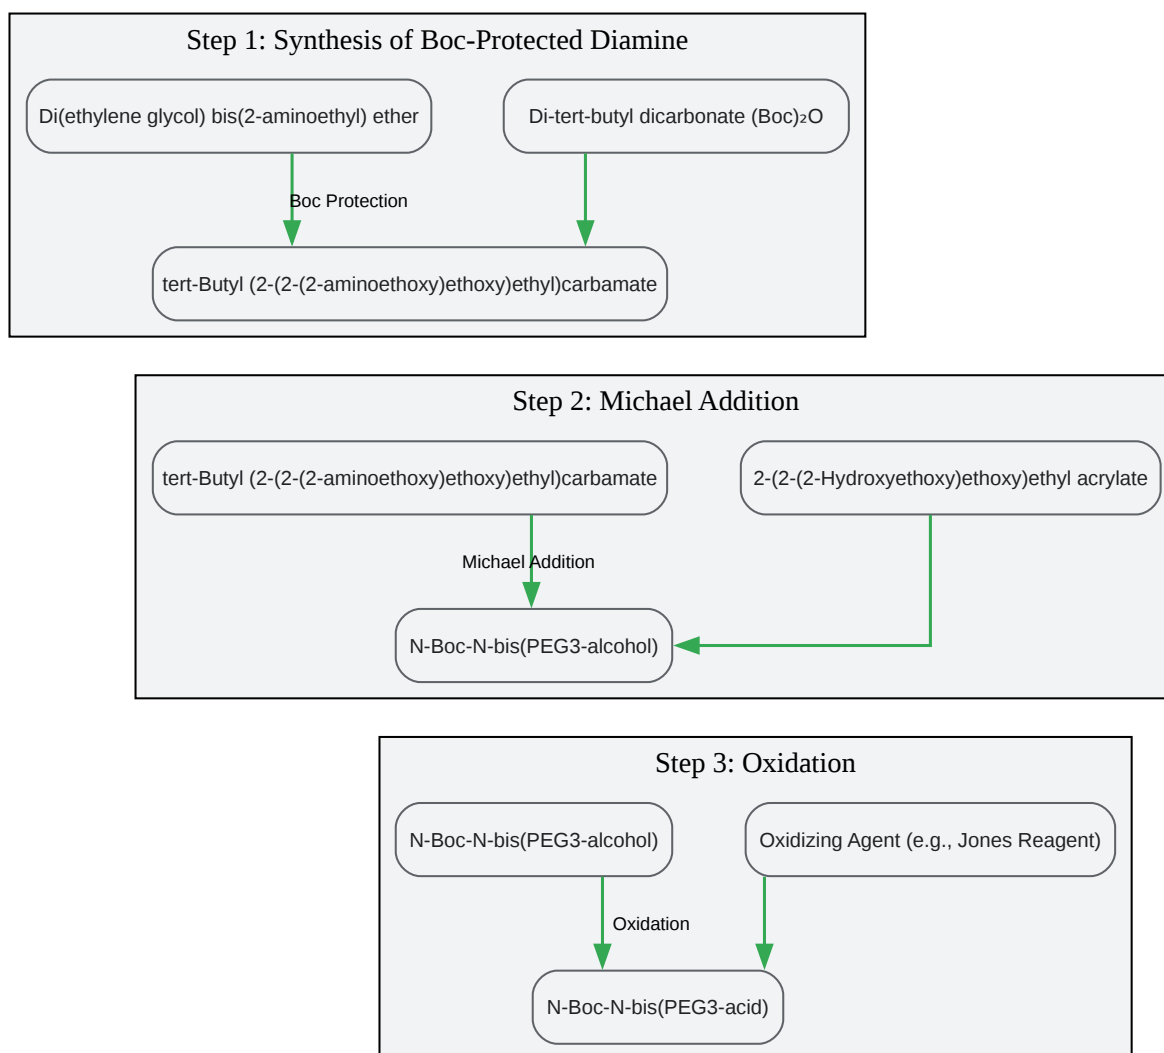 Step 1: Synthesis of Boc-Protected Diamine
Di(ethylene glycol) bis(2-aminoethyl) ether
Di-tert-butyl dicarbonate (Boc)₂O
Boc Protection
tert-Butyl (2-(2-(2-aminoethoxy)ethoxy)ethyl)carbamate
Step 2: Michael Addition
tert-Butyl (2-(2-(2-aminoethoxy)ethoxy)ethyl)carbamate
2-(2-(2-Hydroxyethoxy)ethoxy)ethyl acrylate
Michael Addition
N-Boc-N-bis(PEG3-alcohol)
Step 3: Oxidation
N-Boc-N-bis(PEG3-alcohol)
Oxidizing Agent (e.g., Jones Reagent)
Oxidation
N-Boc-N-bis(PEG3-acid)